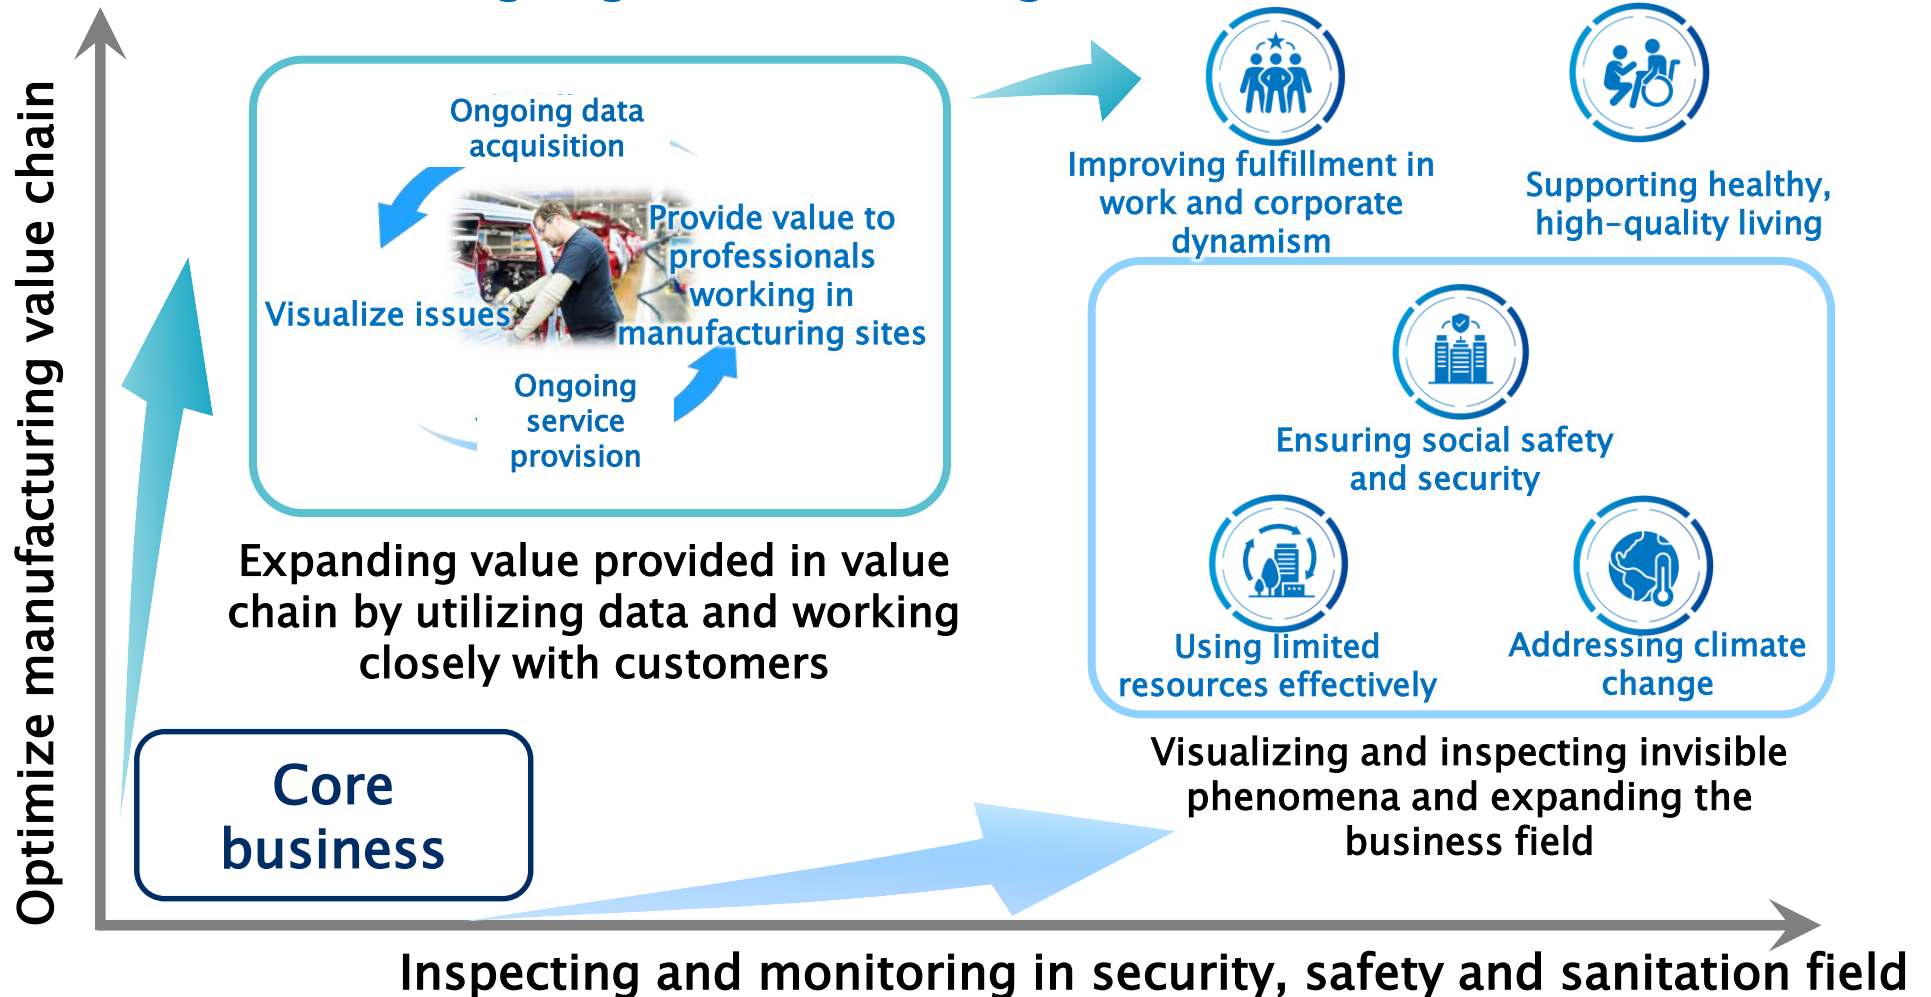 Optimize manufacturing value chain
Ongoing data
acquisition
Visualize issues
Provide value to
professionals
working in
manufacturing sites
Ongoing
service
provision
Expanding value provided in value
chain by utilizing data and working
closely with customers
Core
business
Improving fulfillment in
work and corporate
dynamism
Supporting healthy,
high-quality living
Ensuring social safety
and security
Using limited
resources effectively
Addressing climate
change
Visualizing and inspecting invisible
phenomena and expanding the
business field
Inspecting and monitoring in security, safety and sanitation field